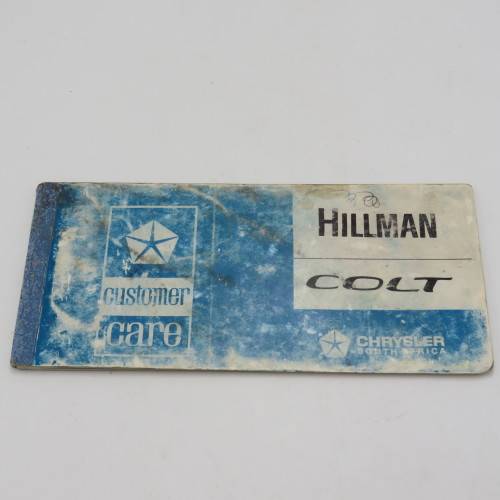 customer
care
HILLMAN
COLT
CHRYSLER
SOUTH AFRICA